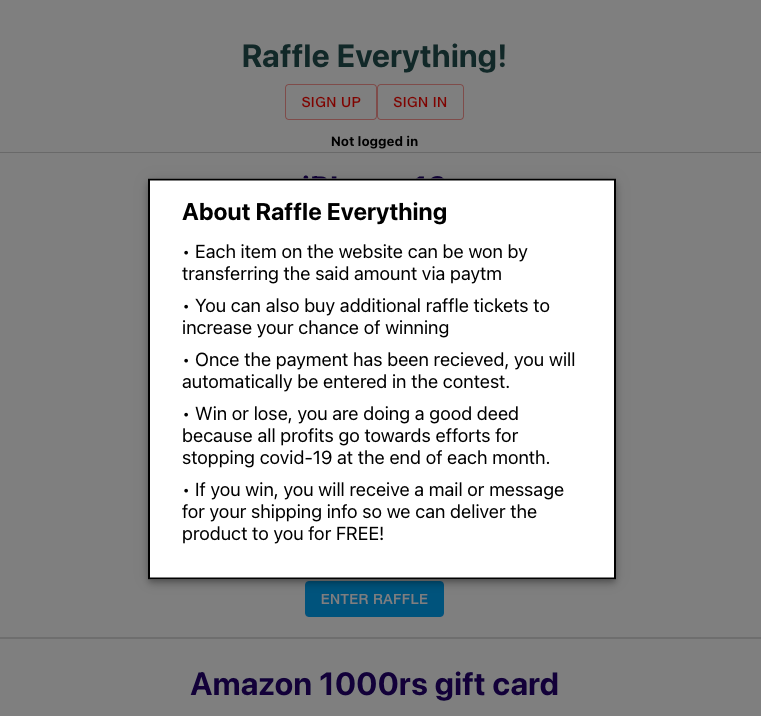 Raffle Everything!
SIGN UP SIGN IN
Not logged in
About Raffle Everything
• Each item on the website can be won by
transferring the said amount via paytm
• You can also buy additional raffle tickets to
increase your chance of winning
• Once the payment has been recieved, you will
automatically be entered in the contest.
• Win or lose, you are doing a good deed
because all profits go towards efforts for
stopping covid-19 at the end of each month.
• If you win, you will receive a mail or message
for your shipping info so we can deliver the
product to you for FREE!
ENTER RAFFLE
Amazon 1000rs gift card